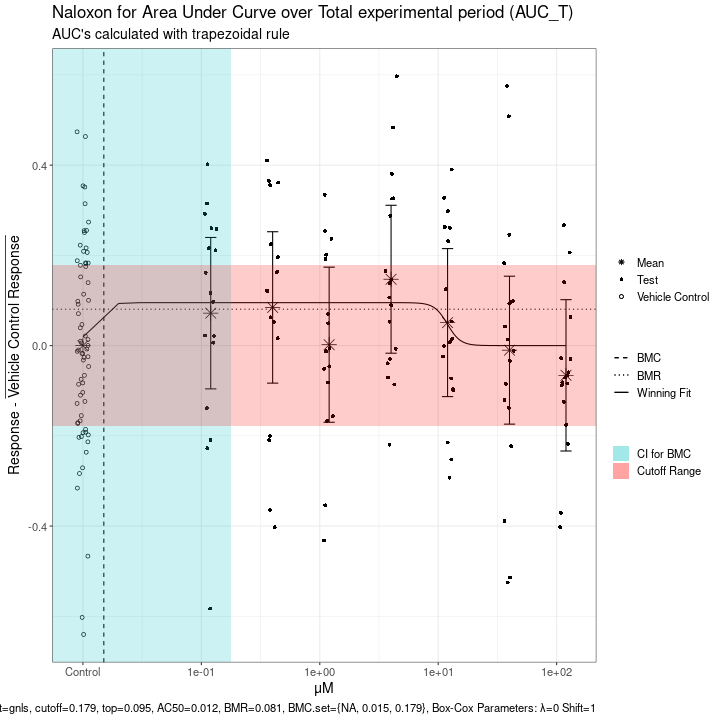 Naloxon for Area Under Curve over Total experimental period (AUC_T)
AUC's calculated with trapezoidal rule
Response - Vehicle Control Response
0.4
0.0
-0.4
Control
1e-01
1e+00
1e+01
1e+02
μM
Mean
Test
Vehicle Control
BMC
BMR
Winning Fit
CI for BMC
Cutoff Range
t=gnls, cutoff=0.179, top=0.095, AC50=0.012, BMR=0.081, BMC.set={NA, 0.015, 0.179}, Box-Cox Parameters: λ=0 Shift=1